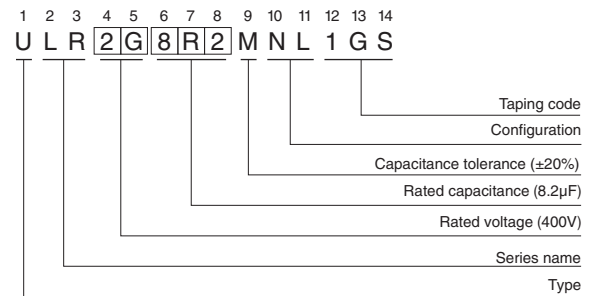 1 2 3 4 5 6 7 8 9 10 11 12 13 14
U L R 2 G 8 R 2 M N L 1 G S
Taping code
Configuration
Capacitance tolerance (±20%)
Rated capacitance (8.2µF)
Rated voltage (400V)
Series name
Type